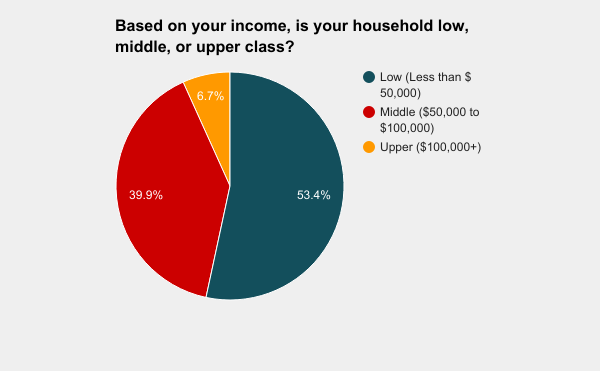 Based on your income, is your household low,
middle, or upper class?
Low (Less than $
50,000)
Middle ($50,000 to
$100,000)
Upper ($100,000+)
6.7%
39.9%
53.4%